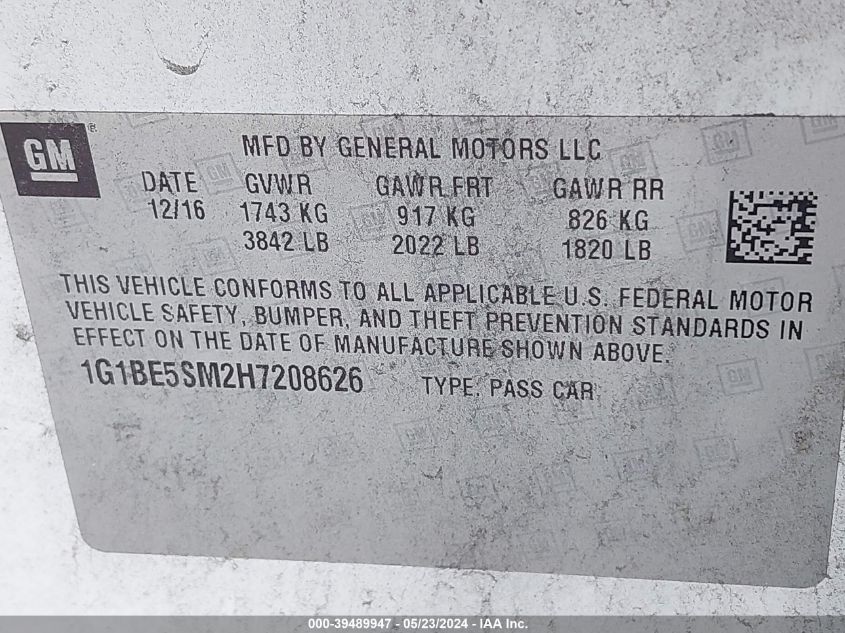 GM ®
MFD BY GENERAL MOTORS LLC
DATE GVWR GAWR FRT GAWR RR
12/16 1743 KG 917 KG 826 KG
3842 LB 2022 LB 1820 LB
THIS VEHICLE CONFORMS TO ALL APPLICABLE U.S. FEDERAL MOTOR
VEHICLE SAFETY, BUMPER, AND THEFT PREVENTION STANDARDS IN
EFFECT ON THE DATE OF MANUFACTURE SHOWN ABOVE.
1G1BE5SM2H7208626 TYPE: PASS CAR
000-39489947 - 05/23/2024 - IAA Inc.